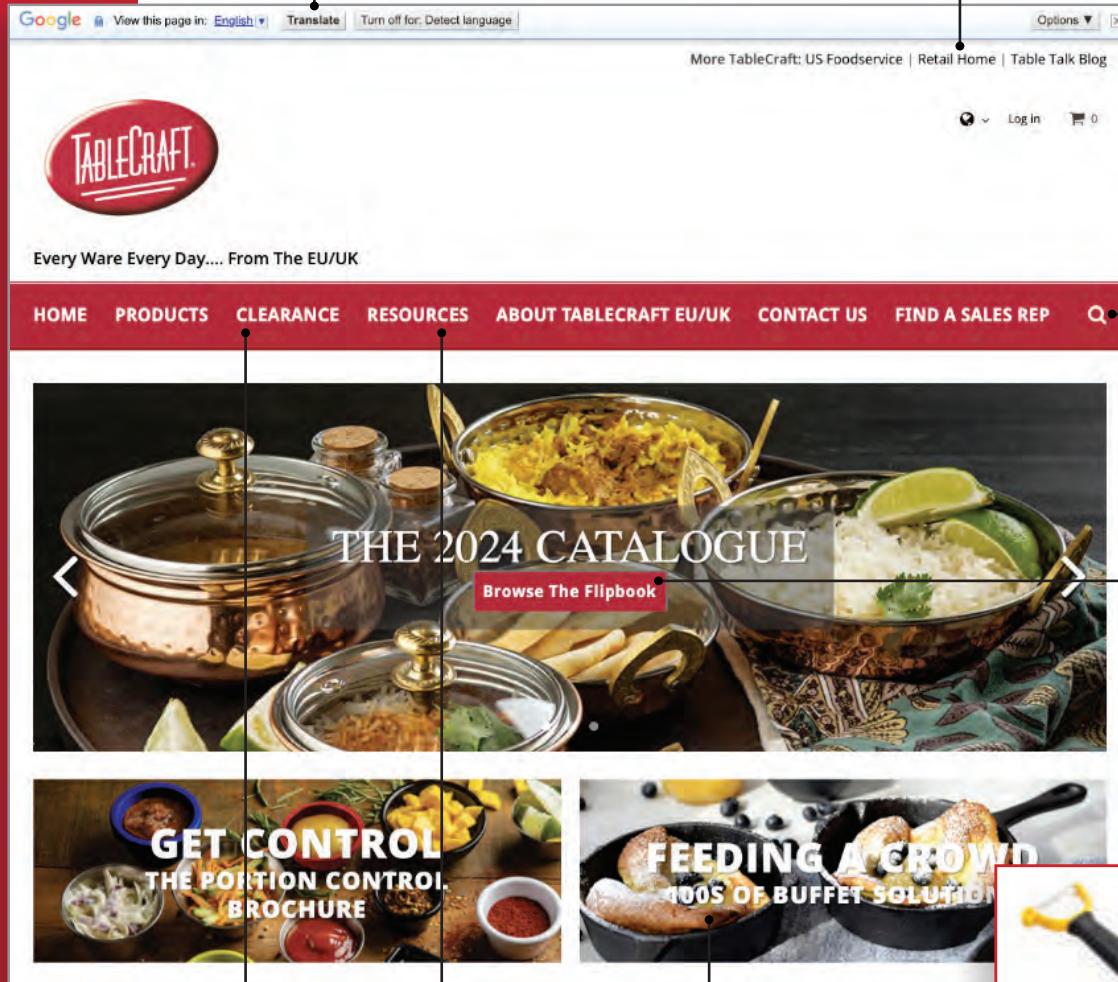 Google View this page in: English Translate Turn off for: Detect language Options
More TableCraft: US Foodservice | Retail Home | Table Talk Blog
Log in 0
TABLECRAFT®
Every Ware Every Day.... From The EU/UK
HOME PRODUCTS CLEARANCE RESOURCES ABOUT TABLECRAFT EU/UK CONTACT US FIND A SALES REP
THE 2024 CATALOGUE
Browse The Flipbook
GET CONTROL
THE PORTION CONTROL
BROCHURE
FEEDING A CROWD
100S OF BUFFET